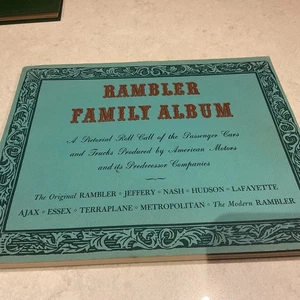 RAMBLER
FAMILY ALBUM
A Pictorial Roll Call of the Passenger Cars
and Trucks Produced by American Motors
and its Predecessor Companies
The Original RAMBLER ◦ JEFFERY ◦ NASH ◦ HUDSON ◦ LaFAYETTE
AJAX ◦ ESSEX ◦ TERRAPLANE ◦ METROPOLITAN ◦ The Modern RAMBLER